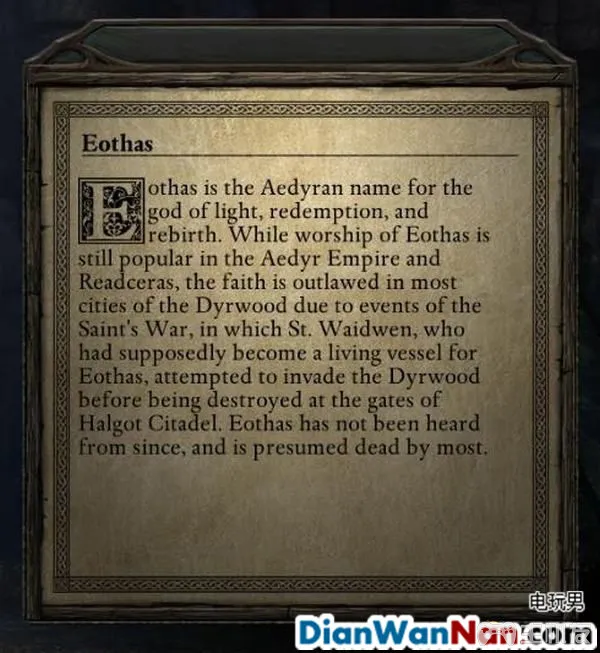 Eothas
Eothas is the Aedyran name for the
god of light, redemption, and
rebirth. While worship of Eothas is
still popular in the Aedyr Empire and
Readceras, the faith is outlawed in most
cities of the Dyrwood due to events of the
Saint's War, in which St. Waidwen, who
had supposedly become a living vessel for
Eothas, attempted to invade the Dyrwood
before being destroyed at the gates of
Halgot Citadel. Eothas has not been heard
from since, and is presumed dead by most.
电玩男
DianWanNan.com